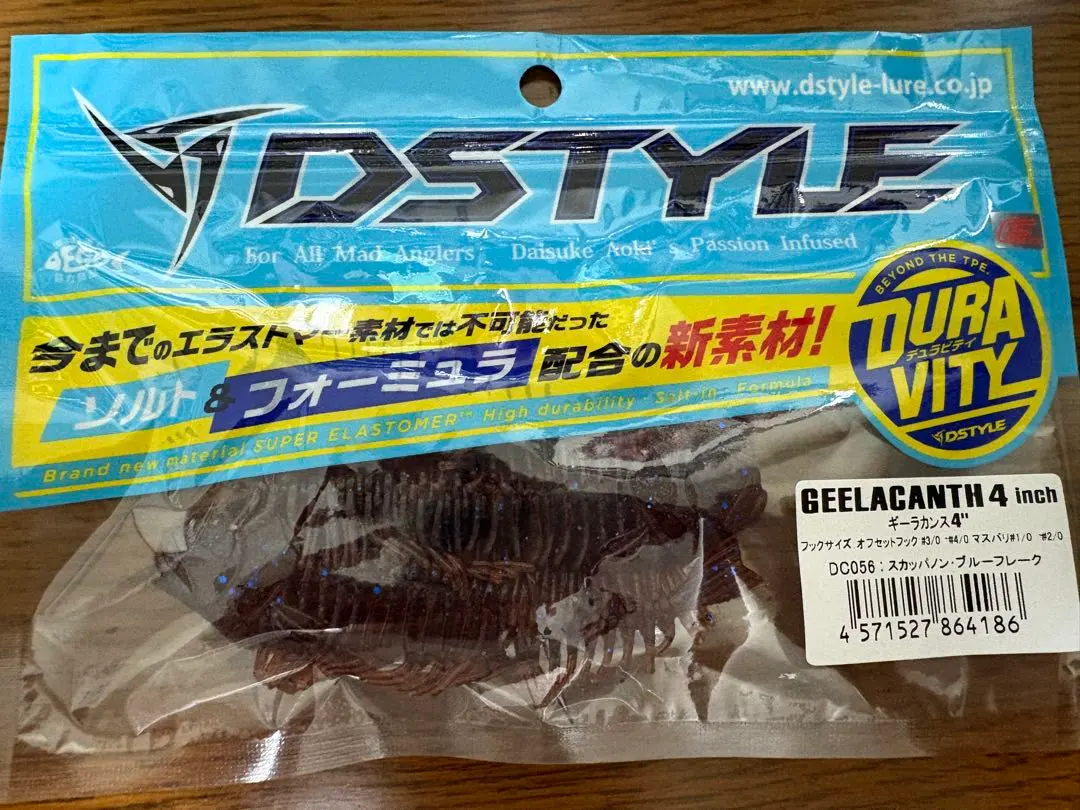 www.dstyle-lure.co.jp
DSTYLE
For All Mad Anglers Daisuke Aoki's Passion Infused
BEYOND THE TPE.
DURA
デュラビティ
VITY
DSTYLE
今までのエラストマー素材では不可能だった
ソルト&フォーミュラ配合の新素材!
Brand new material SUPER ELASTOMER™ High durability・Salt-in・Formula
GEELACANTH 4 inch
ギーラカンス4"
フックサイズ オフセットフック#3/0~#4/0 マスバリ#1/0~#2/0
DC056:スカッパノン・ブルーフレーク
4 571527 864186